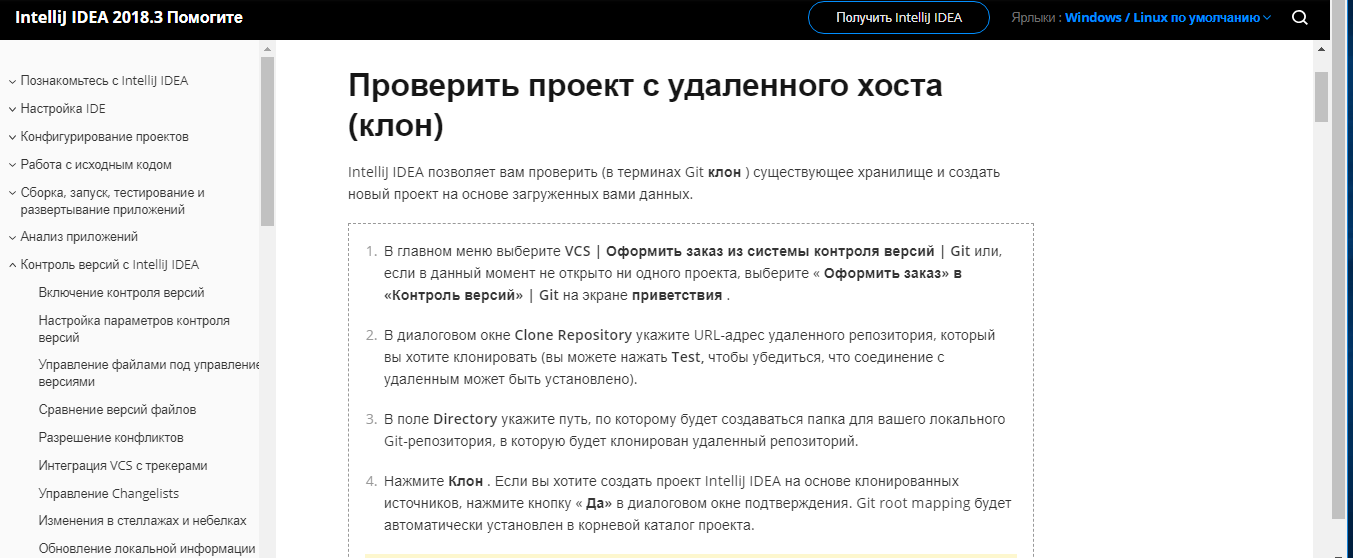 IntelliJ IDEA 2018.3 Помогите
Получить IntelliJ IDEA
Ярлыки : Windows / Linux по умолчанию
Познакомьтесь с IntelliJ IDEA
Настройка IDE
Конфигурирование проектов
Работа с исходным кодом
Сборка, запуск, тестирование и
развертывание приложений
Анализ приложений
Контроль версий с IntelliJ IDEA
Включение контроля версий
Настройка параметров контроля
версий
Управление файлами под управление
версиями
Сравнение версий файлов
Разрешение конфликтов
Интеграция VCS с трекерами
Управление Changelists
Изменения в стеллажах и небелках
Обновление локальной информации
Проверить проект с удаленного хоста
(клон)
IntelliJ IDEA позволяет вам проверить (в терминах Git клон ) существующее хранилище и создать
новый проект на основе загруженных вами данных.
1. В главном меню выберите VCS | Оформить заказ из системы контроля версий | Git или,
если в данный момент не открыто ни одного проекта, выберите « Оформить заказ» в
«Контроль версий» | Git на экране приветствия .
2. В диалоговом окне Clone Repository укажите URL-адрес удаленного репозитория, который
вы хотите клонировать (вы можете нажать Test, чтобы убедиться, что соединение с
удаленным может быть установлено).
3. В поле Directory укажите путь, по которому будет создаваться папка для вашего локального
Git-репозитория, в которую будет клонирован удаленный репозиторий.
4. Нажмите Клон . Если вы хотите создать проект IntelliJ IDEA на основе клонированных
источников, нажмите кнопку « Да» в диалоговом окне подтверждения. Git root mapping будет
автоматически установлен в корневой каталог проекта.